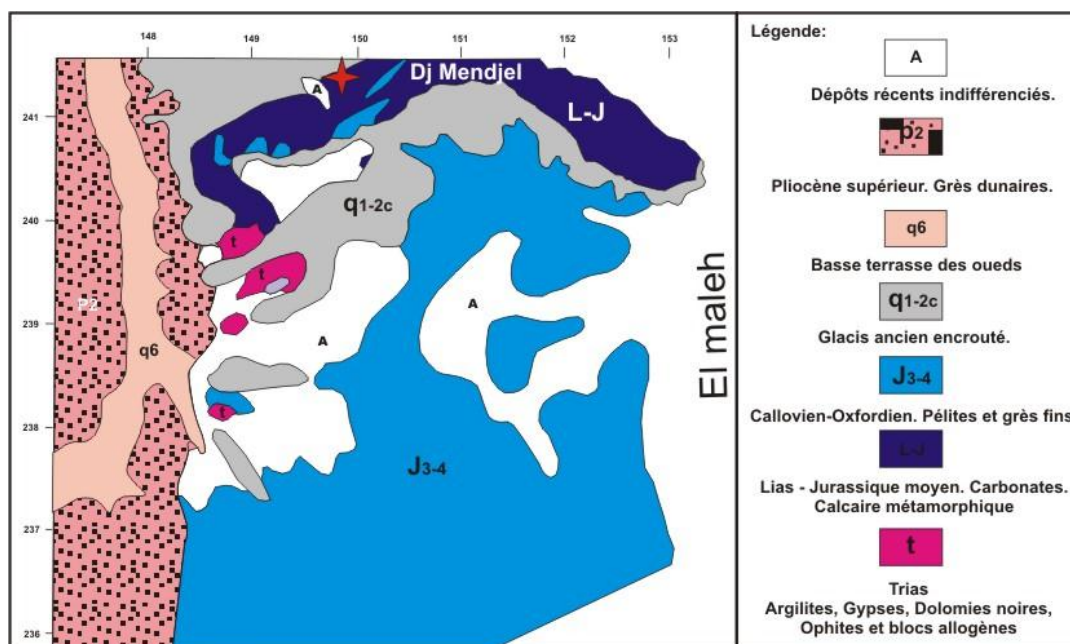 148 149 150 151 152 153
241
240
239
238
237
236
Dj Mendjel
A
L-J
q1-2c
t
t
A
P2
A
q6
t
J3-4
El maleh
Légende:
A
Dépôts récents indifférenciés.
p2
Pliocène supérieur. Grès dunaires.
q6
Basse terrasse des oueds
q1-2c
Glacis ancien encrouté.
J3-4
Callovien-Oxfordien. Pélites et grès fins
L-J
Lias - Jurassique moyen. Carbonates.
Calcaire métamorphique
t
Trias
Argilites, Gypses, Dolomies noires,
Ophites et blocs allogènes